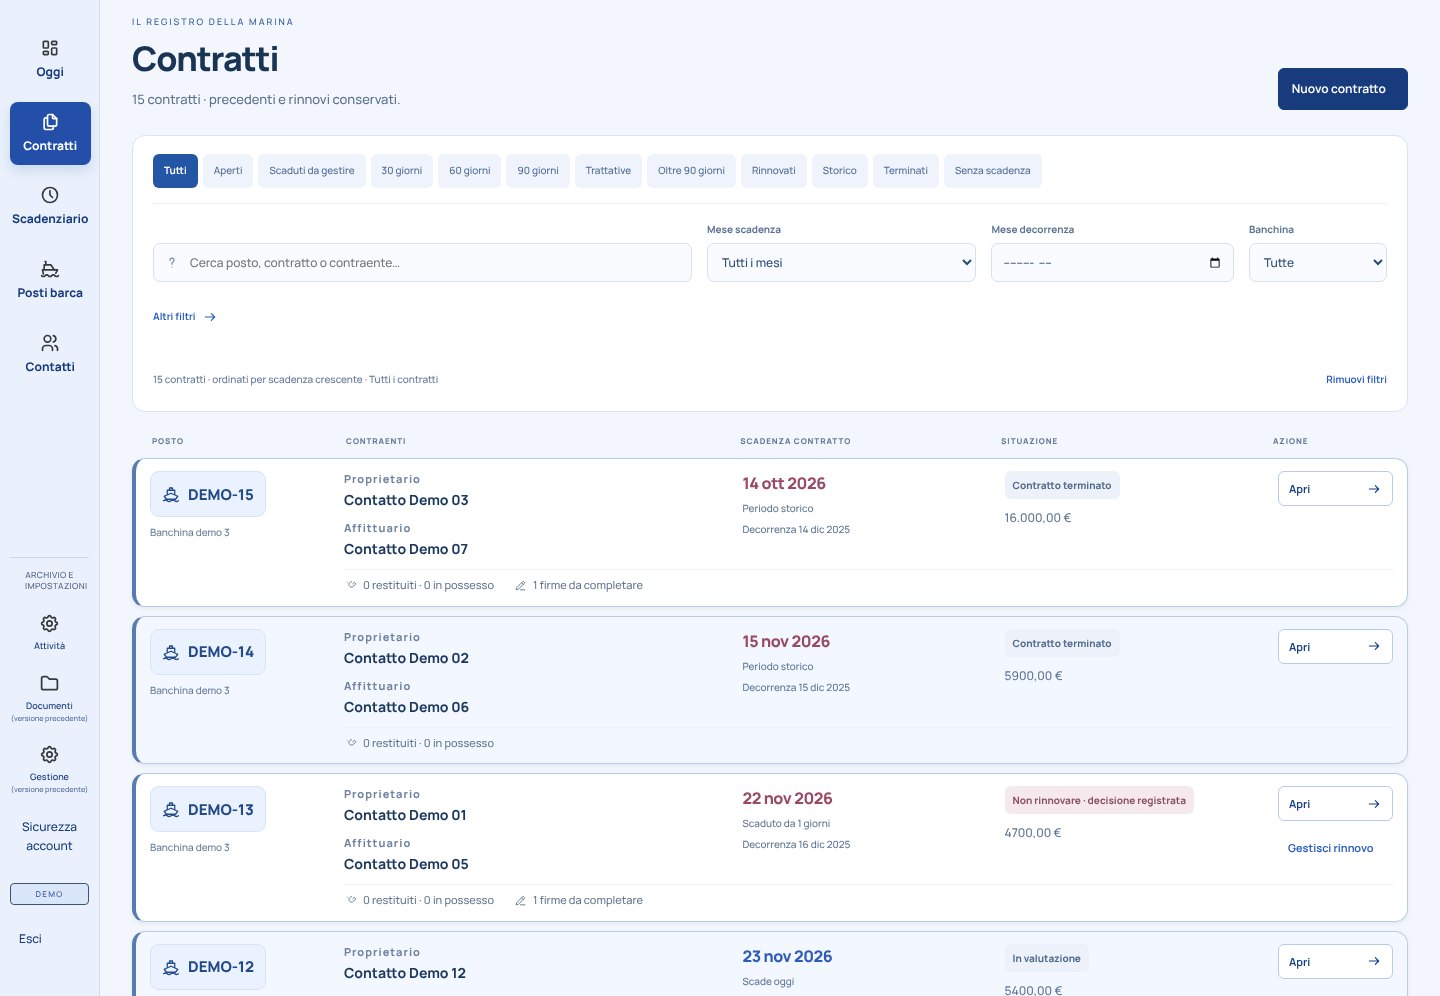 Oggi
Contratti
Scadenziario
Posti barca
Contatti
ARCHIVIO E
IMPOSTAZIONI
Attività
Documenti
(versione precedente)
Gestione
(versione precedente)
Sicurezza
account
DEMO
Esci
IL REGISTRO DELLA MARINA
Contratti
15 contratti · precedenti e rinnovi conservati.
Nuovo contratto
Tutti Aperti Scaduti da gestire 30 giorni 60 giorni 90 giorni Trattative Oltre 90 giorni Rinnovati Storico Terminati Senza scadenza
Mese scadenza Mese decorrenza Banchina
? Cerca posto, contratto o contraente… Tutti i mesi -------- ---- Tutte
Altri filtri →
15 contratti · ordinati per scadenza crescente · Tutti i contratti Rimuovi filtri
POSTO CONTRAENTI SCADENZA CONTRATTO SITUAZIONE AZIONE
DEMO-15
Banchina demo 3
Proprietario
Contatto Demo 03
Affittuario
Contatto Demo 07
14 ott 2026
Periodo storico
Decorrenza 14 dic 2025
Contratto terminato
16.000,00 €
Apri →
0 restituiti · 0 in possesso 1 firme da completare
DEMO-14
Banchina demo 3
Proprietario
Contatto Demo 02
Affittuario
Contatto Demo 06
15 nov 2026
Periodo storico
Decorrenza 15 dic 2025
Contratto terminato
5900,00 €
Apri →
0 restituiti · 0 in possesso
DEMO-13
Banchina demo 3
Proprietario
Contatto Demo 01
Affittuario
Contatto Demo 05
22 nov 2026
Scaduto da 1 giorni
Decorrenza 16 dic 2025
Non rinnovare · decisione registrata
4700,00 €
Apri →
Gestisci rinnovo
0 restituiti · 0 in possesso 1 firme da completare
DEMO-12
Proprietario
Contatto Demo 12
23 nov 2026
Scade oggi
In valutazione
5400,00 €
Apri →